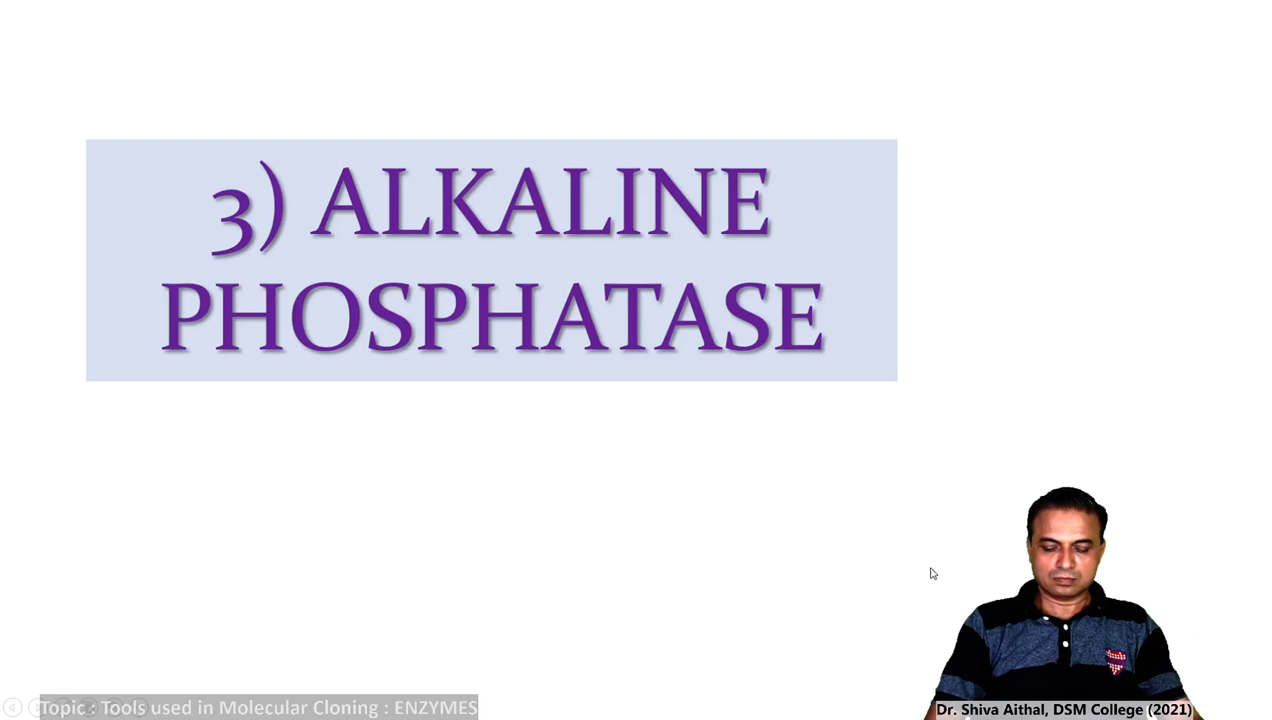 3) ALKALINE
PHOSPHATASE
Topic : Tools used in Molecular Cloning : ENZYMES
Dr. Shiva Aithal, DSM College (2021)